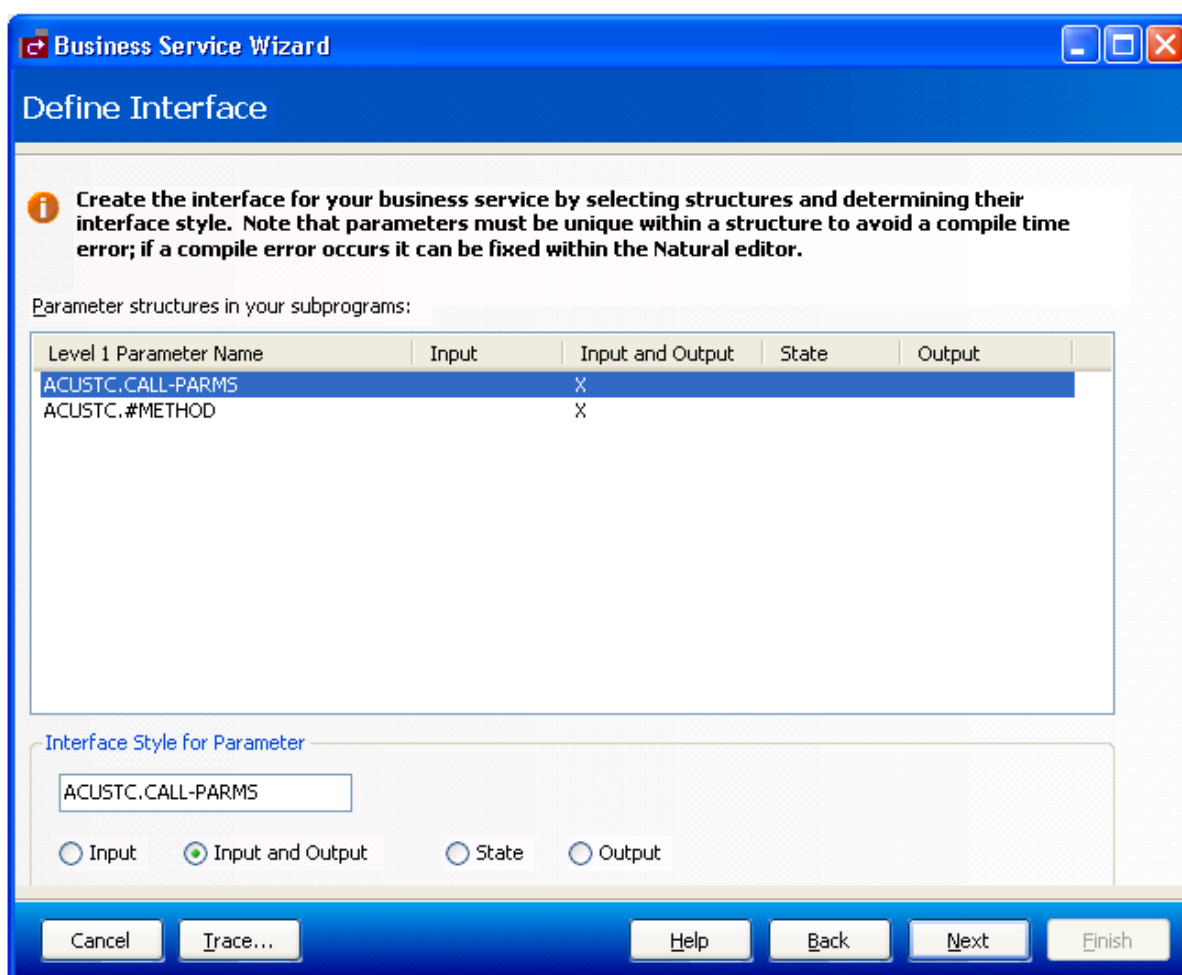 Business Service Wizard
Define Interface
Create the interface for your business service by selecting structures and determining their
interface style. Note that parameters must be unique within a structure to avoid a compile time
error; if a compile error occurs it can be fixed within the Natural editor.
Parameter structures in your subprograms:
Level 1 Parameter Name Input Input and Output State Output
ACUSTC.CALL-PARMS X
ACUSTC.#METHOD X
Interface Style for Parameter
ACUSTC.CALL-PARMS
Input Input and Output State Output
Cancel Trace... Help Back Next Finish